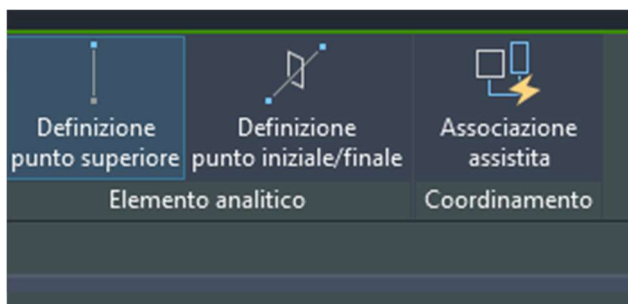 Definizione
punto superiore
Definizione
punto iniziale/finale
Associazione
assistita
Elemento analitico
Coordinamento